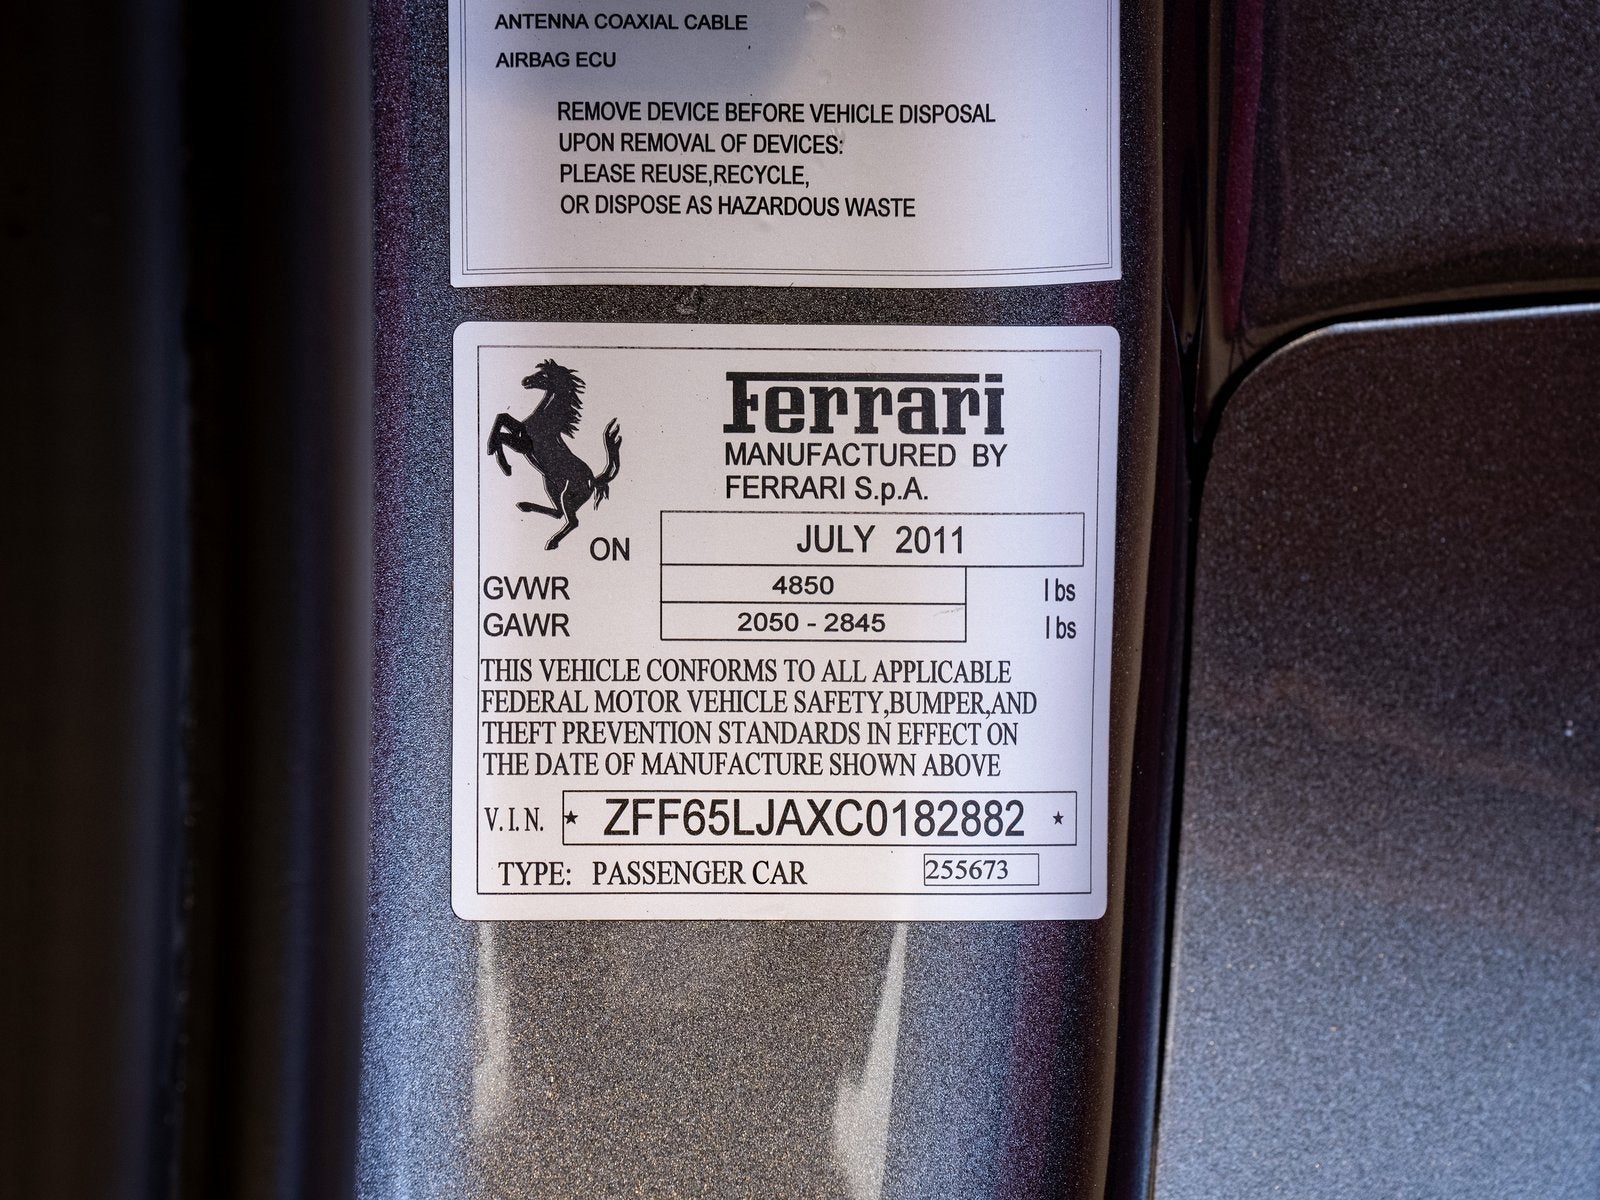 ANTENNA COAXIAL CABLE
AIRBAG ECU
REMOVE DEVICE BEFORE VEHICLE DISPOSAL
UPON REMOVAL OF DEVICES:
PLEASE REUSE,RECYCLE,
OR DISPOSE AS HAZARDOUS WASTE
Ferrari
MANUFACTURED BY
FERRARI S.p.A.
ON JULY 2011
GVWR 4850 lbs
GAWR 2050 - 2845 lbs
THIS VEHICLE CONFORMS TO ALL APPLICABLE
FEDERAL MOTOR VEHICLE SAFETY,BUMPER,AND
THEFT PREVENTION STANDARDS IN EFFECT ON
THE DATE OF MANUFACTURE SHOWN ABOVE
V.I.N. ★ ZFF65LJAXC0182882 ★
TYPE: PASSENGER CAR 255673